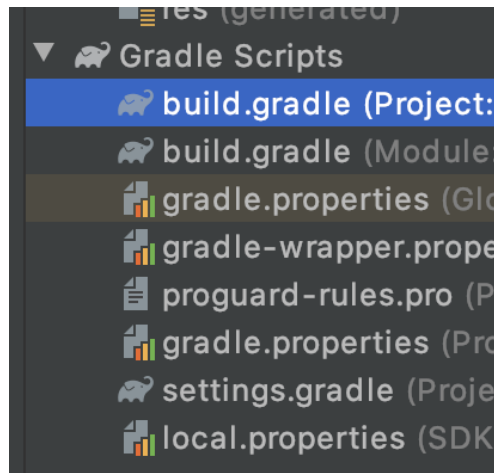 res (generated)
Gradle Scripts
build.gradle (Project:
build.gradle (Module:
gradle.properties (Glo
gradle-wrapper.prope
proguard-rules.pro (P
gradle.properties (Pro
settings.gradle (Proje
local.properties (SDK